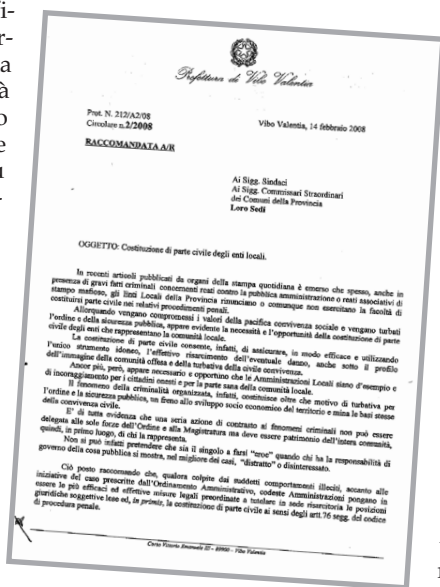 Prefettura di Vibo Valentia
Prot. N. 212/A2/08
Circolare n.2/2008
Vibo Valentia, 14 febbraio 2008
RACCOMANDATA A/R
Ai Sigg. Sindaci
Ai Sigg. Commissari Straordinari
dei Comuni della Provincia
Loro Sedi
OGGETTO: Costituzione di parte civile degli enti locali.
In recenti articoli pubblicati da organi della stampa quotidiana è emerso che spesso, anche in
presenza di gravi fatti criminali concernenti reati contro la pubblica amministrazione o reati associativi di
stampo mafioso, gli Enti Locali della Provincia rinunciano o comunque non esercitano la facoltà di
costituirsi parte civile nei relativi procedimenti penali.
Allorquando vengano compromessi i valori della pacifica convivenza sociale e vengano turbati
l'ordine e della sicurezza pubblica, appare evidente la necessità e l'opportunità della costituzione di parte
civile degli enti che rappresentano la comunità locale.
La costituzione di parte civile consente, infatti, di assicurare, in modo efficace e utilizzando
l'unico strumento idoneo, l'effettivo risarcimento dell'eventuale danno, anche sotto il profilo
dell'immagine della comunità offesa e della turbativa della civile convivenza.
Ancor più, però, appare necessario e opportuno che le Amministrazioni Locali siano d'esempio e
di incoraggiamento per i cittadini onesti e per la parte sana della comunità locale.
Il fenomeno della criminalità organizzata, infatti, costituisce oltre che motivo di turbativa per
l'ordine e la sicurezza pubblica, un freno allo sviluppo socio economico del territorio e mina le basi stesse
della convivenza civile.
E' di tutta evidenza che una seria azione di contrasto ai fenomeni criminali non può essere
delegata alle sole forze dell'Ordine e alla Magistratura ma deve essere patrimonio dell'intera comunità,
quindi, in primo luogo, di chi la rappresenta.
Non si può infatti pretendere che sia il singolo a farsi "eroe" quando chi ha la responsabilità di
governo della cosa pubblica si mostra, nel migliore dei casi, "distratto" o disinteressato.
Ciò posto raccomando che, qualora colpite dai suddetti comportamenti illeciti, accanto alle
iniziative del caso prescritte dall'Ordinamento Amministrativo, codeste Amministrazioni pongano in
essere le più efficaci ed effettive misure legali preordinate a tutelare in sede risarcitoria le posizioni
giuridiche soggettive lese ed, in primis, la costituzione di parte civile ai sensi degli artt.76 segg. del codice
di procedura penale.
Corso Vittorio Emanuele III - 89900 - Vibo Valentia